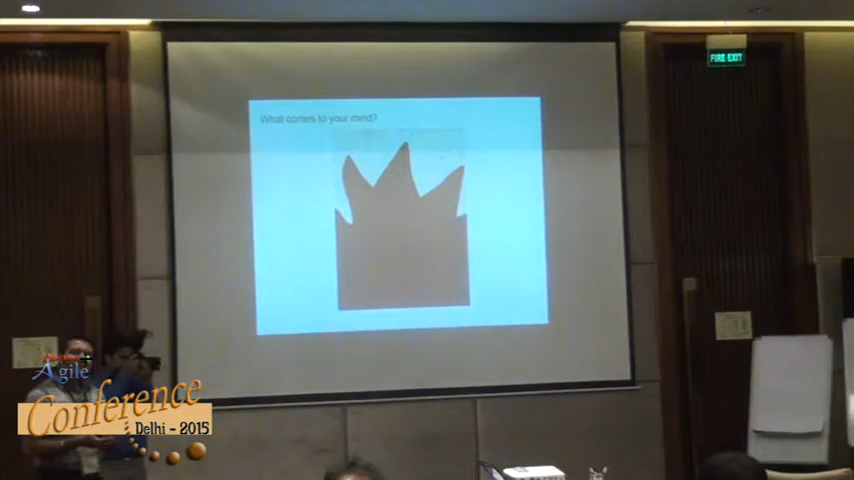 FIRE EXIT
What comes to your mind?
Agile
Conference
Delhi - 2015